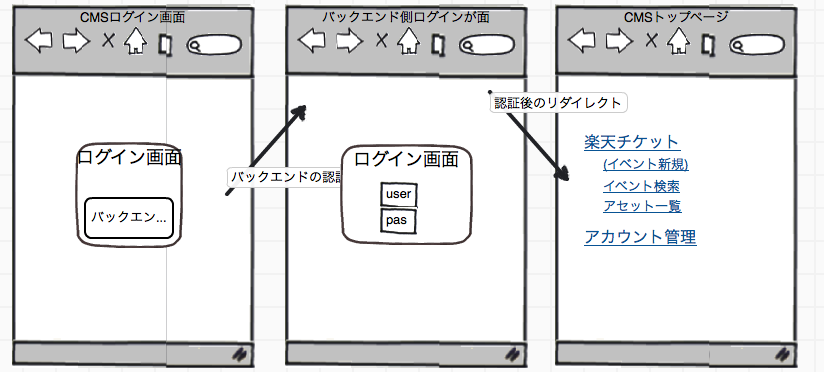 CMSログイン画面
ログイン画面
バックエン...
バックエンドの認証
バックエンド側ログインが面
ログイン画面
user
pas
認証後のリダイレクト
CMSトップページ
楽天チケット
(イベント新規)
イベント検索
アセット一覧
アカウント管理